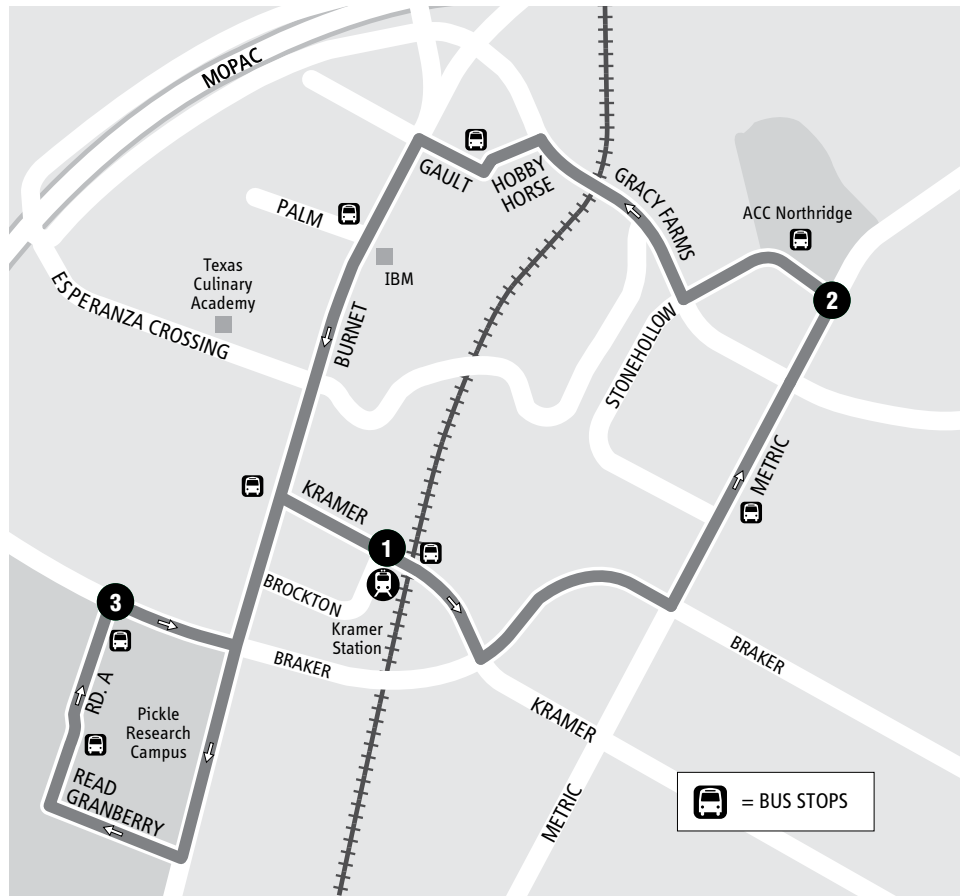 MOPAC
GAULT
HOBBY
HORSE
GRACY FARMS
ACC Northridge
PALM
IBM
2
Texas
Culinary
Academy
ESPERANZA CROSSING
BURNET
STONEHOLLOW
METRIC
KRAMER
1
BROCKTON
Kramer
Station
3
BRAKER
BRAKER
RD. A
Pickle
Research
Campus
KRAMER
READ
GRANBERRY
METRIC
= BUS STOPS